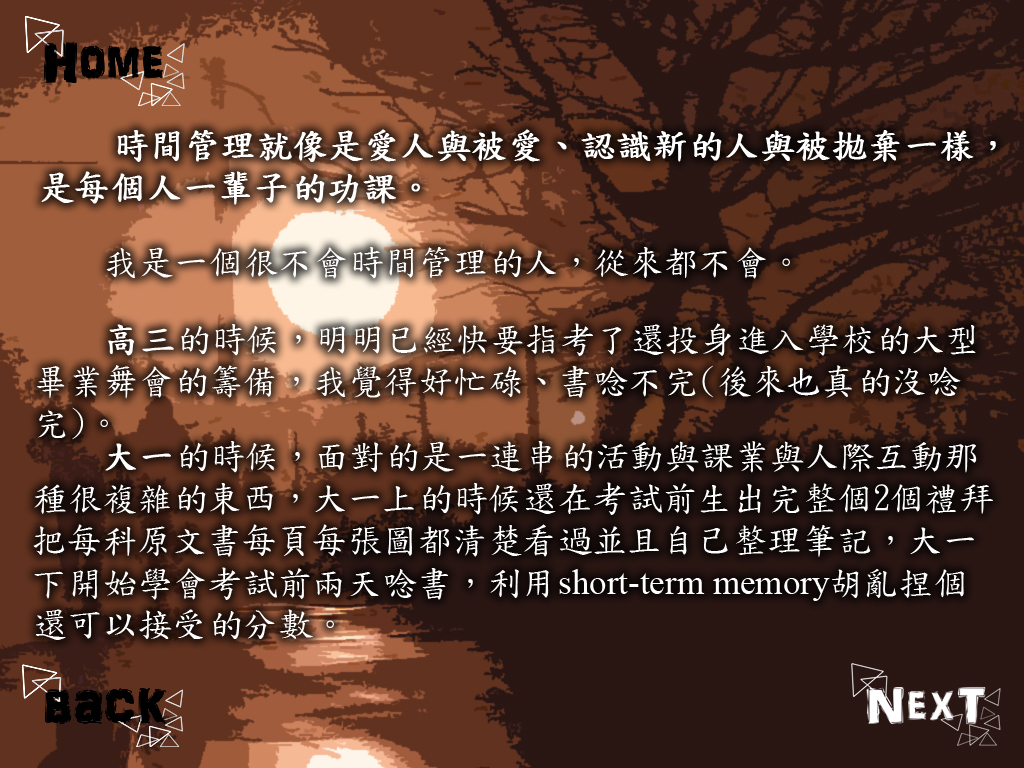 HOME
時間管理就像是愛人與被愛、認識新的人與被拋棄一樣，
是每個人一輩子的功課。
我是一個很不會時間管理的人，從來都不會。
高三的時候，明明已經快要指考了還投身進入學校的大型
畢業舞會的籌備，我覺得好忙碌、書唸不完(後來也真的沒唸
完)。
大一的時候，面對的是一連串的活動與課業與人際互動那
種很複雜的東西，大一上的時候還在考試前生出完整個2個禮拜
把每科原文書每頁每張圖都清楚看過並且自己整理筆記，大一
下開始學會考試前兩天唸書，利用short-term memory胡亂捏個
還可以接受的分數。
BACK
NEXT